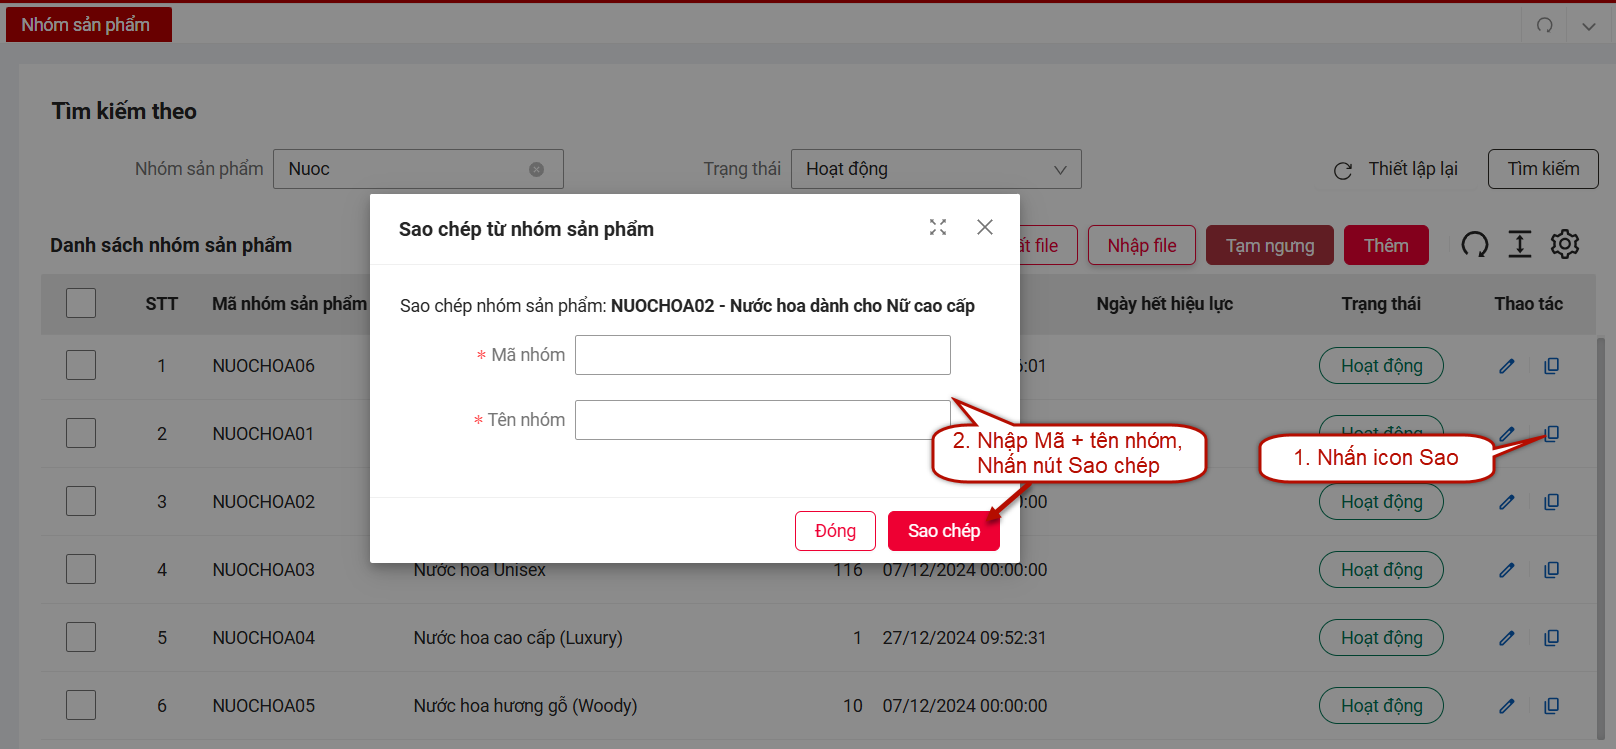 Nhóm sản phẩm
Tìm kiếm theo
Nhóm sản phẩm Nuoc Trạng thái Hoạt động Thiết lập lại Tìm kiếm
Sao chép từ nhóm sản phẩm
Danh sách nhóm sản phẩm file Nhập file Tạm ngưng Thêm
STT Mã nhóm sản phẩm Ngày hết hiệu lực Trạng thái Thao tác
Sao chép nhóm sản phẩm: NUOCHOA02 - Nước hoa dành cho Nữ cao cấp
* Mã nhóm
1 NUOCHOA06 :01 Hoạt động
* Tên nhóm
2 NUOCHOA01 Hoạt động
2. Nhập Mã + tên nhóm,
Nhấn nút Sao chép
1. Nhấn icon Sao
3 NUOCHOA02 :00 Hoạt động
Đóng Sao chép
4 NUOCHOA03 Nước hoa Unisex 116 07/12/2024 00:00:00 Hoạt động
5 NUOCHOA04 Nước hoa cao cấp (Luxury) 1 27/12/2024 09:52:31 Hoạt động
6 NUOCHOA05 Nước hoa hương gỗ (Woody) 10 07/12/2024 00:00:00 Hoạt động